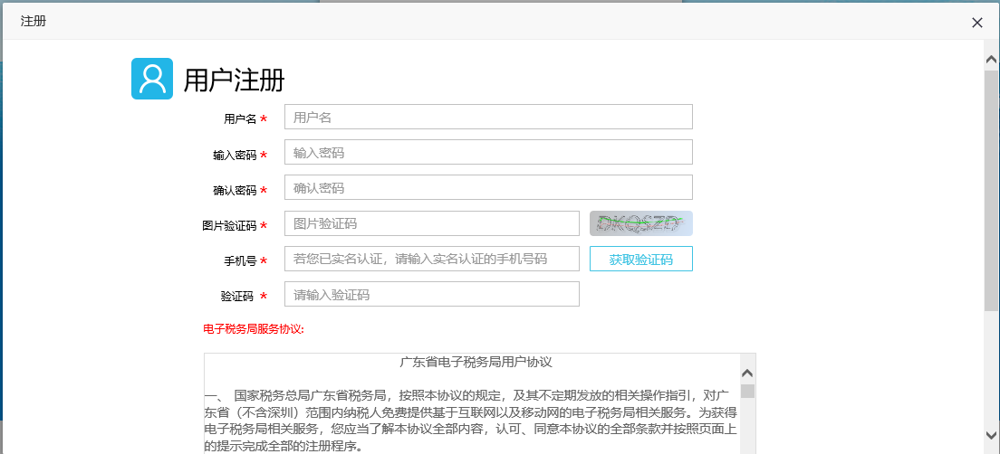 注册
用户注册
用户名 * 用户名
输入密码 * 输入密码
确认密码 * 确认密码
图片验证码 * 图片验证码 DKQSZD
手机号 * 若您已实名认证，请输入实名认证的手机号码 获取验证码
验证码 * 请输入验证码
电子税务局服务协议:
广东省电子税务局用户协议
一、 国家税务总局广东省税务局，按照本协议的规定，及其不定期发放的相关操作指引，对广
东省（不含深圳）范围内纳税人免费提供基于互联网以及移动网的电子税务局相关服务。为获得
电子税务局相关服务，您应当了解本协议全部内容，认可、同意本协议的全部条款并按照页面上
的提示完成全部的注册程序。